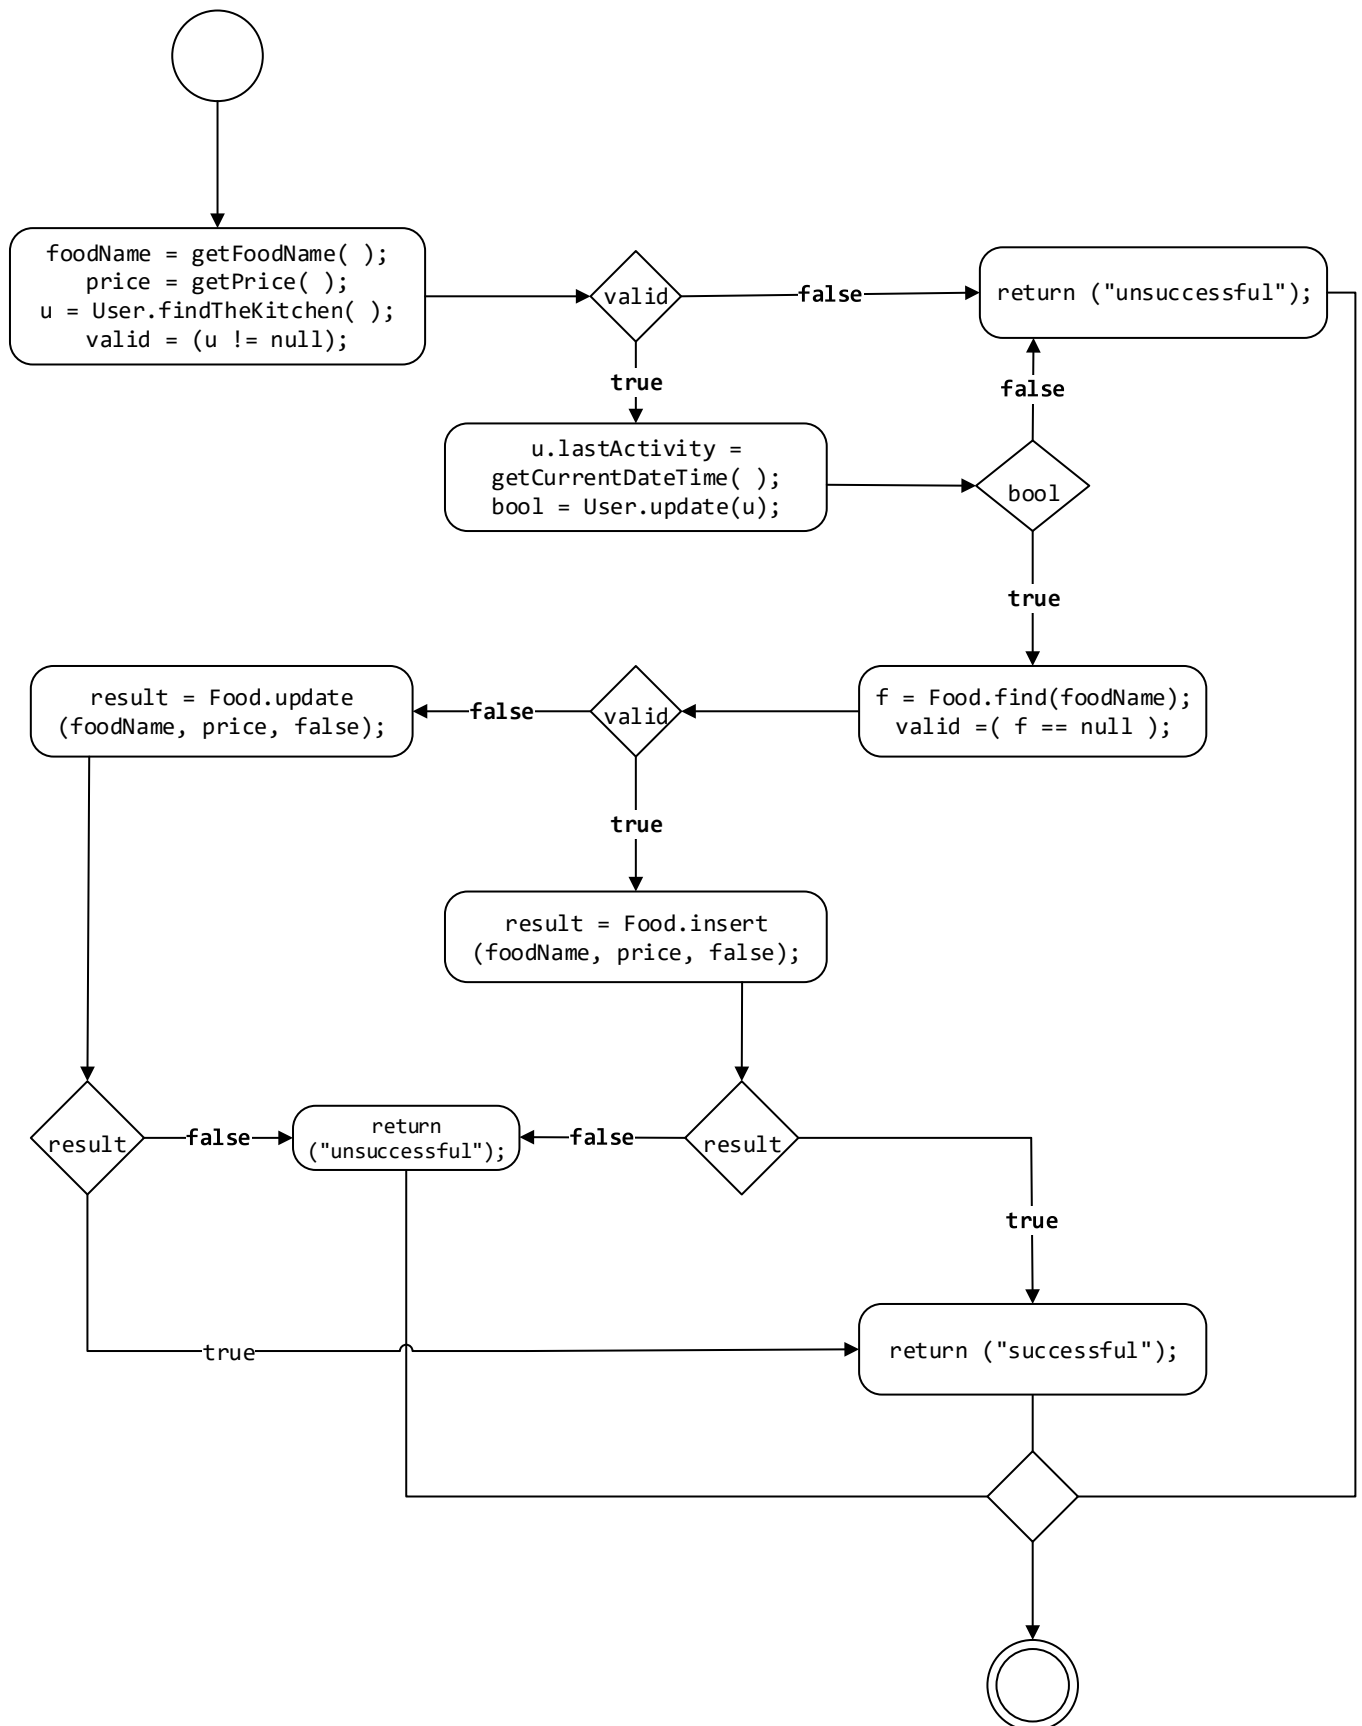 foodName = getFoodName( );
price = getPrice( );
u = User.findTheKitchen( );
valid = (u != null);
valid
false
return ("unsuccessful");
true
false
u.lastActivity =
getCurrentDateTime( );
bool = User.update(u);
bool
true
result = Food.update
(foodName, price, false);
false
valid
f = Food.find(foodName);
valid =( f == null );
true
result = Food.insert
(foodName, price, false);
result
false
return
("unsuccessful");
false
result
true
true
return ("successful");